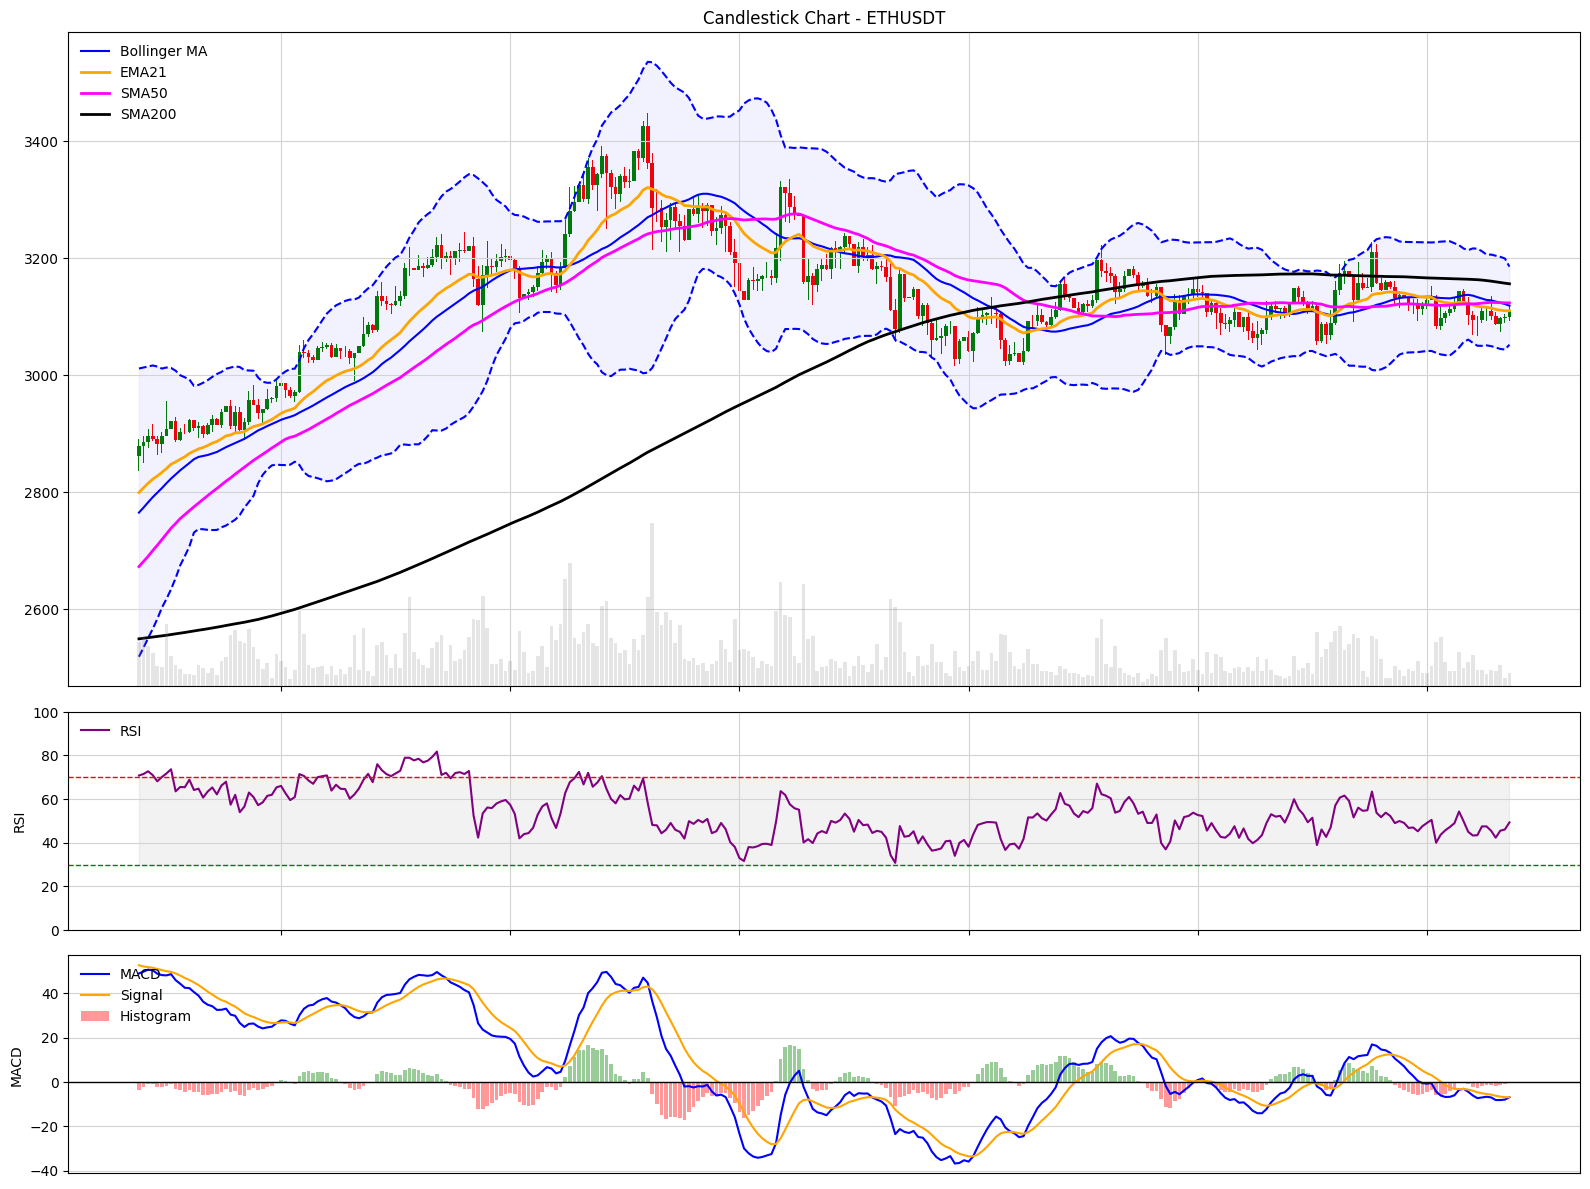 Candlestick Chart - ETHUSDT
Bollinger MA
EMA21
SMA50
SMA200
3400
3200
3000
2800
2600
100
80
60
40
20
0
RSI
RSI
MACD
Signal
Histogram
40
20
0
−20
−40
MACD